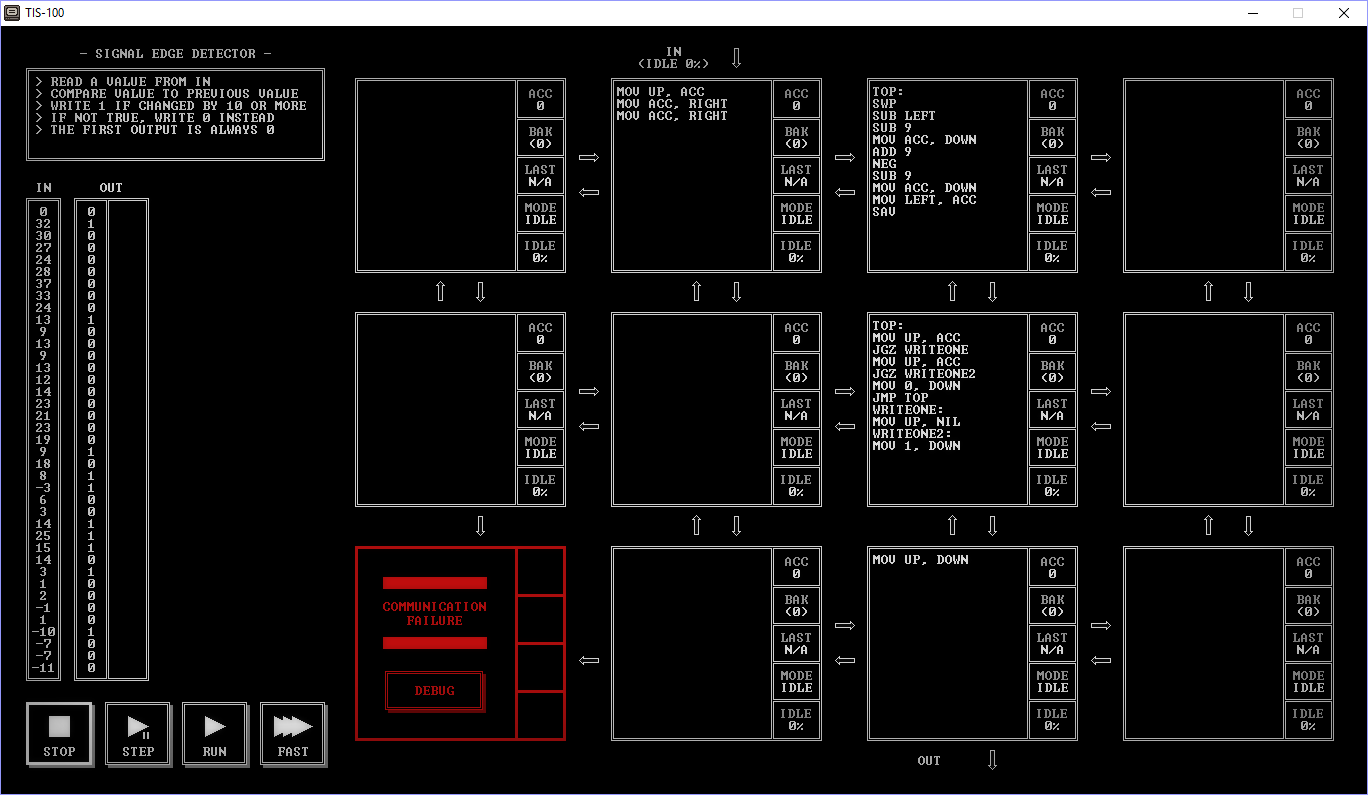 TIS-100
- SIGNAL EDGE DETECTOR -
> READ A VALUE FROM IN
> COMPARE VALUE TO PREVIOUS VALUE
> WRITE 1 IF CHANGED BY 10 OR MORE
> IF NOT TRUE, WRITE 0 INSTEAD
> THE FIRST OUTPUT IS ALWAYS 0
IN OUT
0 0
32 1
30 0
27 0
24 0
28 0
37 0
33 0
24 0
13 1
9 0
13 0
9 0
13 0
12 0
14 0
23 0
21 0
23 0
19 0
9 1
18 0
8 1
-3 1
6 0
3 0
14 1
25 1
15 1
14 0
3 1
1 0
2 0
-1 0
1 0
-10 1
-7 0
-7 0
-11 0
STOP
STEP
RUN
FAST
IN
(IDLE 0%)
ACC
0
BAK
(0)
LAST
N/A
MODE
IDLE
IDLE
0%
MOV UP, ACC
MOV ACC, RIGHT
MOV ACC, RIGHT
ACC
0
BAK
(0)
LAST
N/A
MODE
IDLE
IDLE
0%
TOP:
SWP
SUB LEFT
SUB 9
MOV ACC, DOWN
ADD 9
NEG
SUB 9
MOV ACC, DOWN
MOV LEFT, ACC
SAV
ACC
0
BAK
(0)
LAST
N/A
MODE
IDLE
IDLE
0%
ACC
0
BAK
(0)
LAST
N/A
MODE
IDLE
IDLE
0%
ACC
0
BAK
(0)
LAST
N/A
MODE
IDLE
IDLE
0%
ACC
0
BAK
(0)
LAST
N/A
MODE
IDLE
IDLE
0%
TOP:
MOV UP, ACC
JGZ WRITEONE
MOV UP, ACC
JGZ WRITEONE2
MOV 0, DOWN
JMP TOP
WRITEONE:
MOV UP, NIL
WRITEONE2:
MOV 1, DOWN
ACC
0
BAK
(0)
LAST
N/A
MODE
IDLE
IDLE
0%
ACC
0
BAK
(0)
LAST
N/A
MODE
IDLE
IDLE
0%
COMMUNICATION
FAILURE
DEBUG
ACC
0
BAK
(0)
LAST
N/A
MODE
IDLE
IDLE
0%
MOV UP, DOWN
ACC
0
BAK
(0)
LAST
N/A
MODE
IDLE
IDLE
0%
ACC
0
BAK
(0)
LAST
N/A
MODE
IDLE
IDLE
0%
OUT